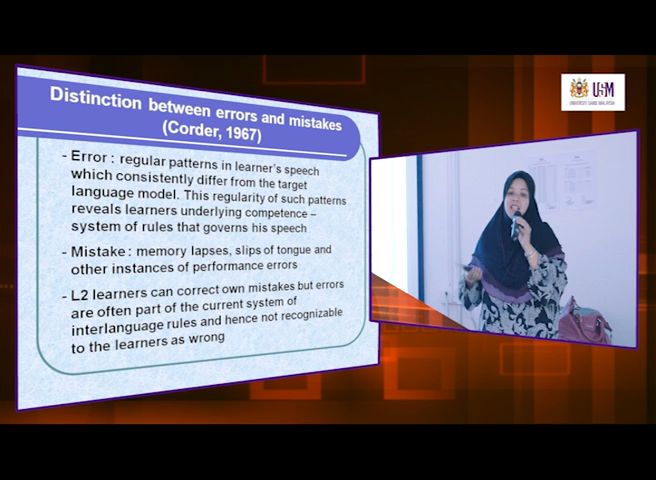 Distinction between errors and mistakes
(Corder, 1967)
- Error : regular patterns in learner's speech
which consistently differ from the target
language model. This regularity of such patterns
reveals learners underlying competence –
system of rules that governs his speech
- Mistake : memory lapses, slips of tongue and
other instances of performance errors
- L2 learners can correct own mistakes but errors
are often part of the current system of
interlanguage rules and hence not recognizable
to the learners as wrong
USM
UNIVERSITI SAINS MALAYSIA